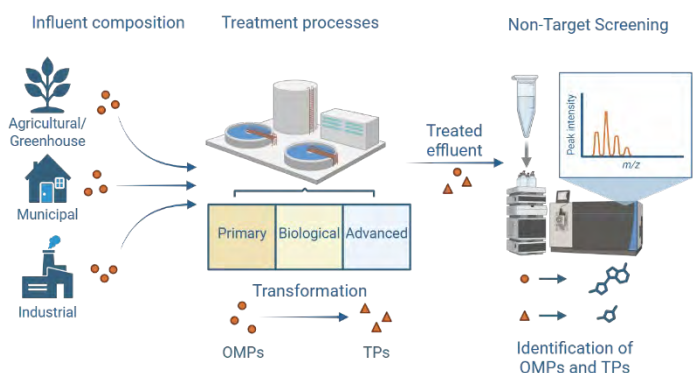 Influent composition
Treatment processes
Non-Target Screening
Agricultural/
Greenhouse
Municipal
Industrial
Primary
Biological
Advanced
Transformation
OMPs
TPs
Treated
effluent
Peak intensity
m/z
Identification of
OMPs and TPs